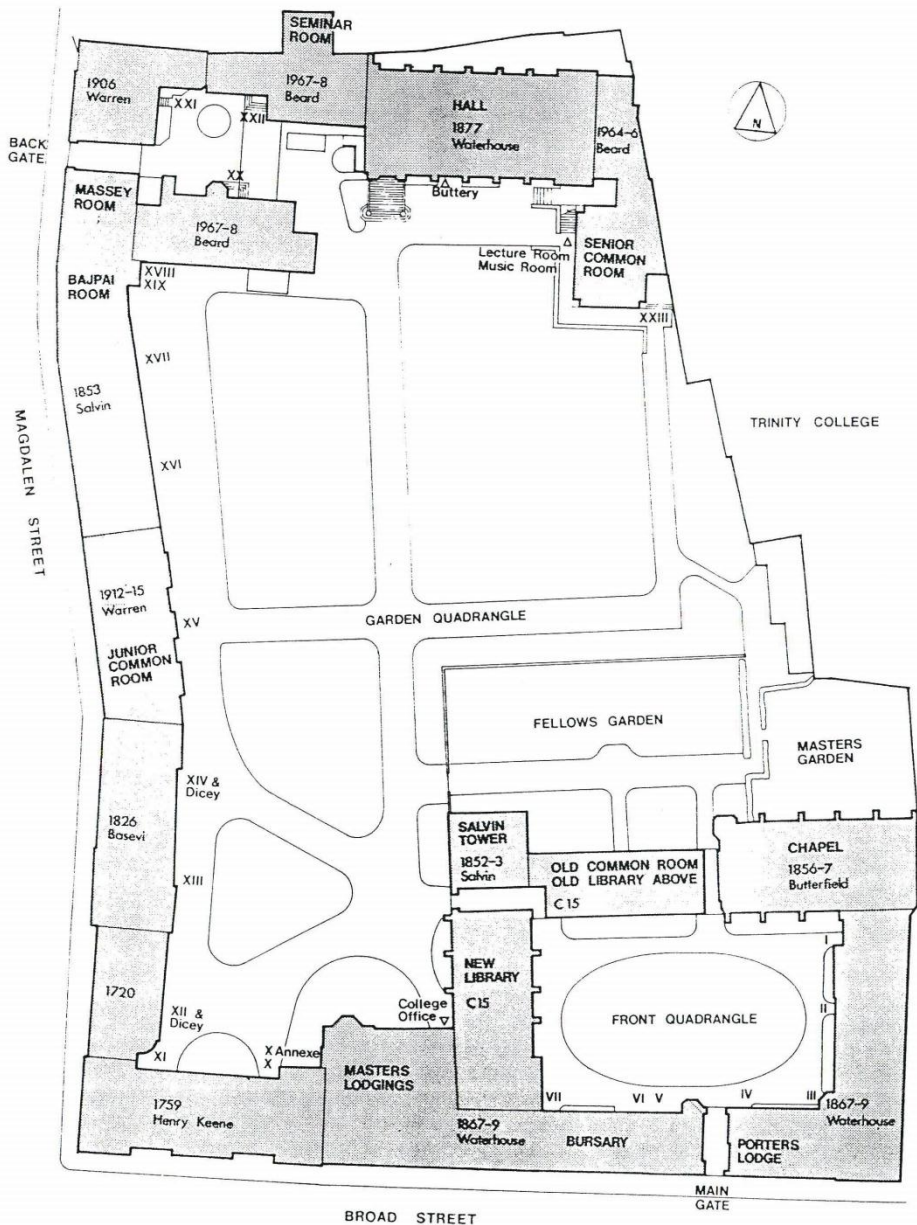 SEMINAR
ROOM
1967-8
Beard
1906
Warren
XXI
XXII
HALL
1877
Waterhouse
1964-6
Beard
N
BACK
GATE
XX
Buttery
MASSEY
ROOM
1967-8
Beard
Lecture Room
Music Room
SENIOR
COMMON
ROOM
XVIII
XIX
BAJPAI
ROOM
XXIII
XVII
1853
Salvin
MAGDALEN STREET
TRINITY COLLEGE
XVI
1912-15
Warren
XV
GARDEN QUADRANGLE
JUNIOR
COMMON
ROOM
FELLOWS GARDEN
MASTERS
GARDEN
XIV &
Dicey
1826
Basevi
SALVIN
TOWER
1852-3
Salvin
OLD COMMON ROOM
OLD LIBRARY ABOVE
C15
CHAPEL
1856-7
Butterfield
XIII
NEW
LIBRARY
C15
I
1720
XII &
Dicey
College
Office
FRONT QUADRANGLE
II
XI
X Annexe
X
MASTERS
LODGINGS
VII
VI
V
IV
III
1759
Henry Keene
1867-9
Waterhouse
BURSARY
PORTERS
LODGE
1867-9
Waterhouse
MAIN
GATE
BROAD STREET